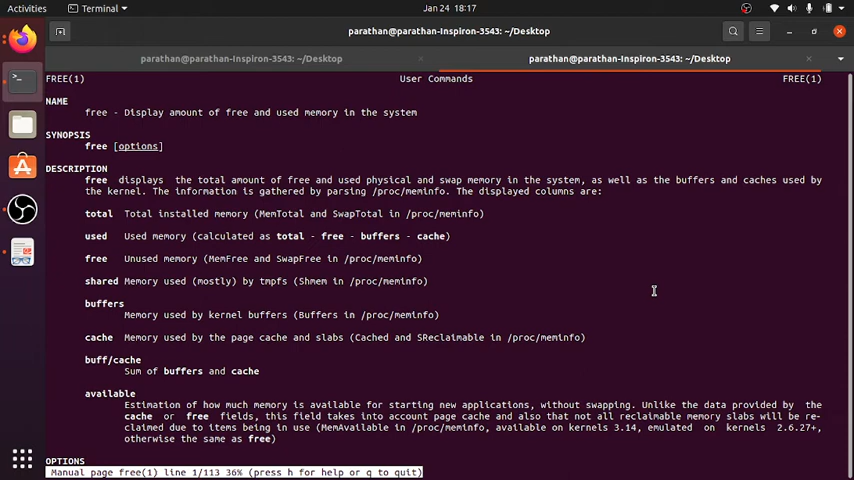 Activities
Terminal
Jan 24 18:17
parathan@parathan-Inspiron-3543: ~/Desktop
parathan@parathan-Inspiron-3543: ~/Desktop
parathan@parathan-Inspiron-3543: ~/Desktop
FREE(1) User Commands FREE(1)
NAME
free - Display amount of free and used memory in the system
SYNOPSIS
free [options]
DESCRIPTION
free displays the total amount of free and used physical and swap memory in the system, as well as the buffers and caches used by
the kernel. The information is gathered by parsing /proc/meminfo. The displayed columns are:
total Total installed memory (MemTotal and SwapTotal in /proc/meminfo)
used Used memory (calculated as total - free - buffers - cache)
free Unused memory (MemFree and SwapFree in /proc/meminfo)
shared Memory used (mostly) by tmpfs (Shmem in /proc/meminfo)
buffers
Memory used by kernel buffers (Buffers in /proc/meminfo)
cache Memory used by the page cache and slabs (Cached and SReclaimable in /proc/meminfo)
buff/cache
Sum of buffers and cache
available
Estimation of how much memory is available for starting new applications, without swapping. Unlike the data provided by the
cache or free fields, this field takes into account page cache and also that not all reclaimable memory slabs will be re-
claimed due to items being in use (MemAvailable in /proc/meminfo, available on kernels 3.14, emulated on kernels 2.6.27+,
otherwise the same as free)
OPTIONS
Manual page free(1) line 1/113 36% (press h for help or q to quit)